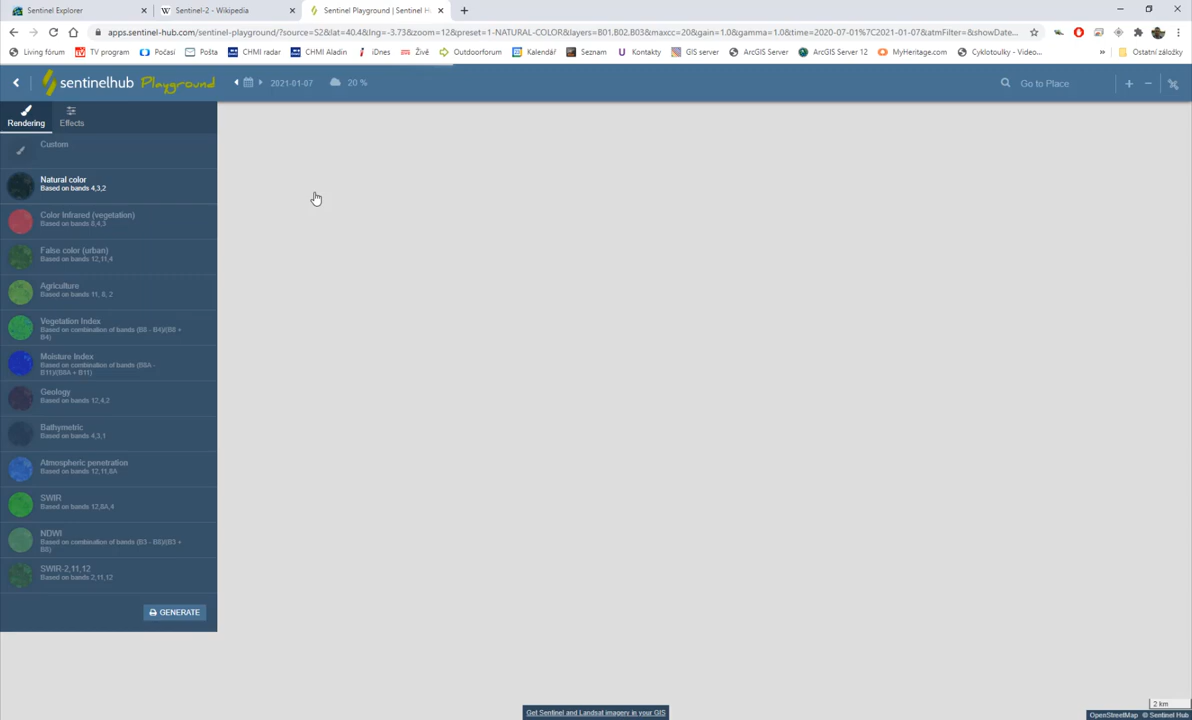 Sentinel Explorer
Sentinel-2 - Wikipedia
Sentinel Playground | Sentinel H
apps.sentinel-hub.com/sentinel-playground/?source=S2&lat=40.4&lng=-3.73&zoom=12&preset=1-NATURAL-COLOR&layers=B01,B02,B03&maxcc=20&gain=1.0&gamma=1.0&time=2020-07-01%7C2021-01-07&atmFilter=&showDate...
Living fórum
TV program
Počasí
Pošta
CHMI radar
CHMI Aladin
iDnes
Živě
Outdoorforum
Kalendář
GIS server
Seznam
Kontakty
GIS server
ArcGIS Server
ArcGIS Server 12
MyHeritage.com
Cyklotoulky - Video...
Ostatní záložky
sentinelhub Playground
2021-01-07
20 %
Go to Place
Rendering
Effects
Custom
Natural color
Based on bands 4,3,2
Color Infrared (vegetation)
Based on bands 8,4,3
False color (urban)
Based on bands 12,11,4
Agriculture
Based on bands 11, 8, 2
Vegetation Index
Based on combination of bands (B8 - B4)/(B8 +
B4)
Moisture Index
Based on combination of bands (B8A -
B11)/(B8A + B11)
Geology
Based on bands 12,4,2
Bathymetric
Based on bands 4,3,1
Atmospheric penetration
Based on bands 12,11,8A
SWIR
Based on bands 12,8A,4
NDWI
Based on combination of bands (B3 - B8)/(B3 +
B8)
SWIR-2,11,12
Based on bands 2,11,12
GENERATE
2 km
Get Sentinel and Landsat imagery in your GIS
OpenStreetMap © Sentinel Hub